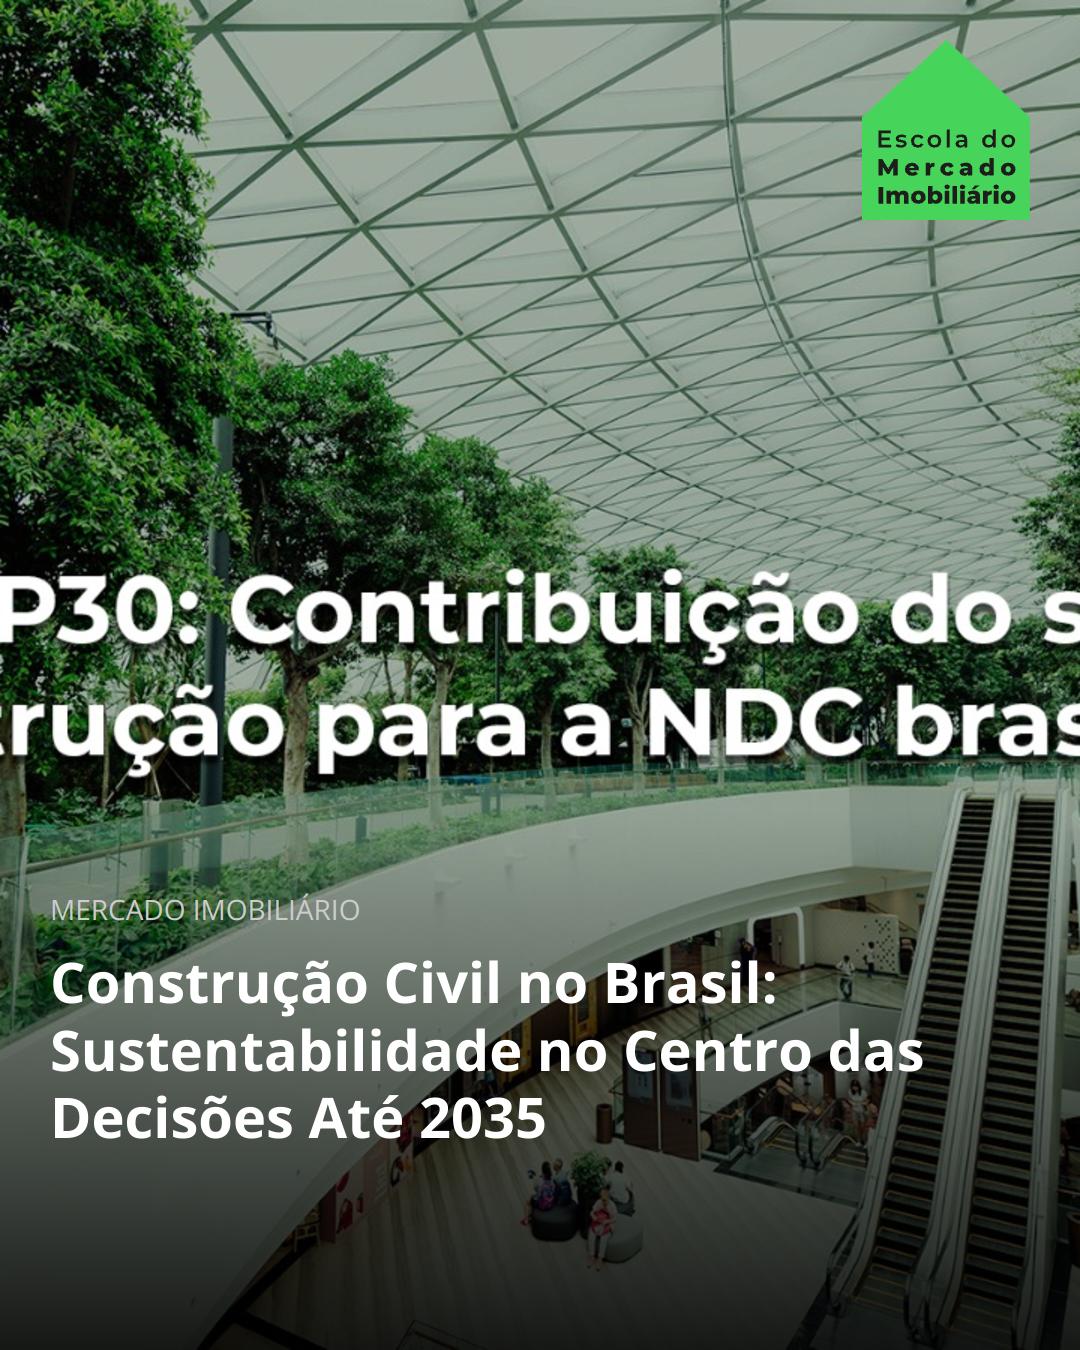 Escola do
Mercado
Imobiliário
P30: Contribuição do s
trução para a NDC bras
MERCADO IMOBILIÁRIO
Construção Civil no Brasil:
Sustentabilidade no Centro das
Decisões Até 2035